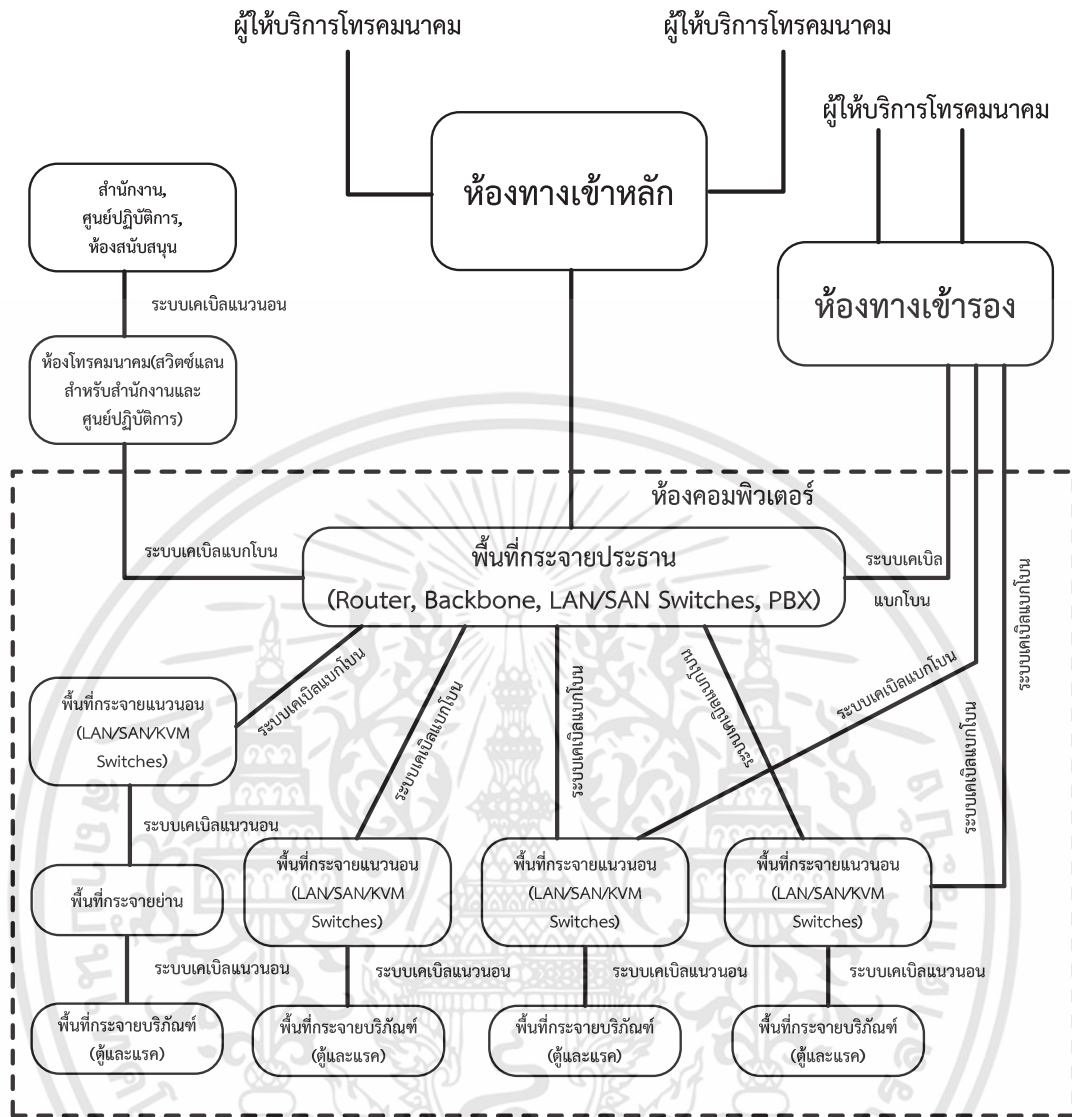 ผู้ให้บริการโทรคมนาคม
ผู้ให้บริการโทรคมนาคม
ผู้ให้บริการโทรคมนาคม
ห้องทางเข้าหลัก
สำนักงาน,
ศูนย์ปฏิบัติการ,
ห้องสนับสนุน
ห้องทางเข้ารอง
ระบบเคเบิลแนวนอน
ห้องโทรคมนาคม(สวิตซ์แลน
สำหรับสำนักงานและ
ศูนย์ปฏิบัติการ)
ห้องคอมพิวเตอร์
ระบบเคเบิลแบกโบน
พื้นที่กระจายประธาน
(Router, Backbone, LAN/SAN Switches, PBX)
ระบบเคเบิล
แบกโบน
ระบบเคเบิลแบกโบน
ระบบเคเบิลแบกโบน
ระบบเคเบิลแบกโบน
ระบบเคเบิลแบกโบน
ระบบเคเบิลแบกโบน
ระบบเคเบิลแบกโบน
ระบบเคเบิลแบกโบน
พื้นที่กระจายแนวนอน
(LAN/SAN/KVM
Switches)
ระบบเคเบิลแนวนอน
พื้นที่กระจายย่าน
พื้นที่กระจายแนวนอน
(LAN/SAN/KVM
Switches)
พื้นที่กระจายแนวนอน
(LAN/SAN/KVM
Switches)
พื้นที่กระจายแนวนอน
(LAN/SAN/KVM
Switches)
ระบบเคเบิลแนวนอน
ระบบเคเบิลแนวนอน
ระบบเคเบิลแนวนอน
ระบบเคเบิลแนวนอน
พื้นที่กระจายบริภัณฑ์
(ตู้และแรค)
พื้นที่กระจายบริภัณฑ์
(ตู้และแรค)
พื้นที่กระจายบริภัณฑ์
(ตู้และแรค)
พื้นที่กระจายบริภัณฑ์
(ตู้และแรค)